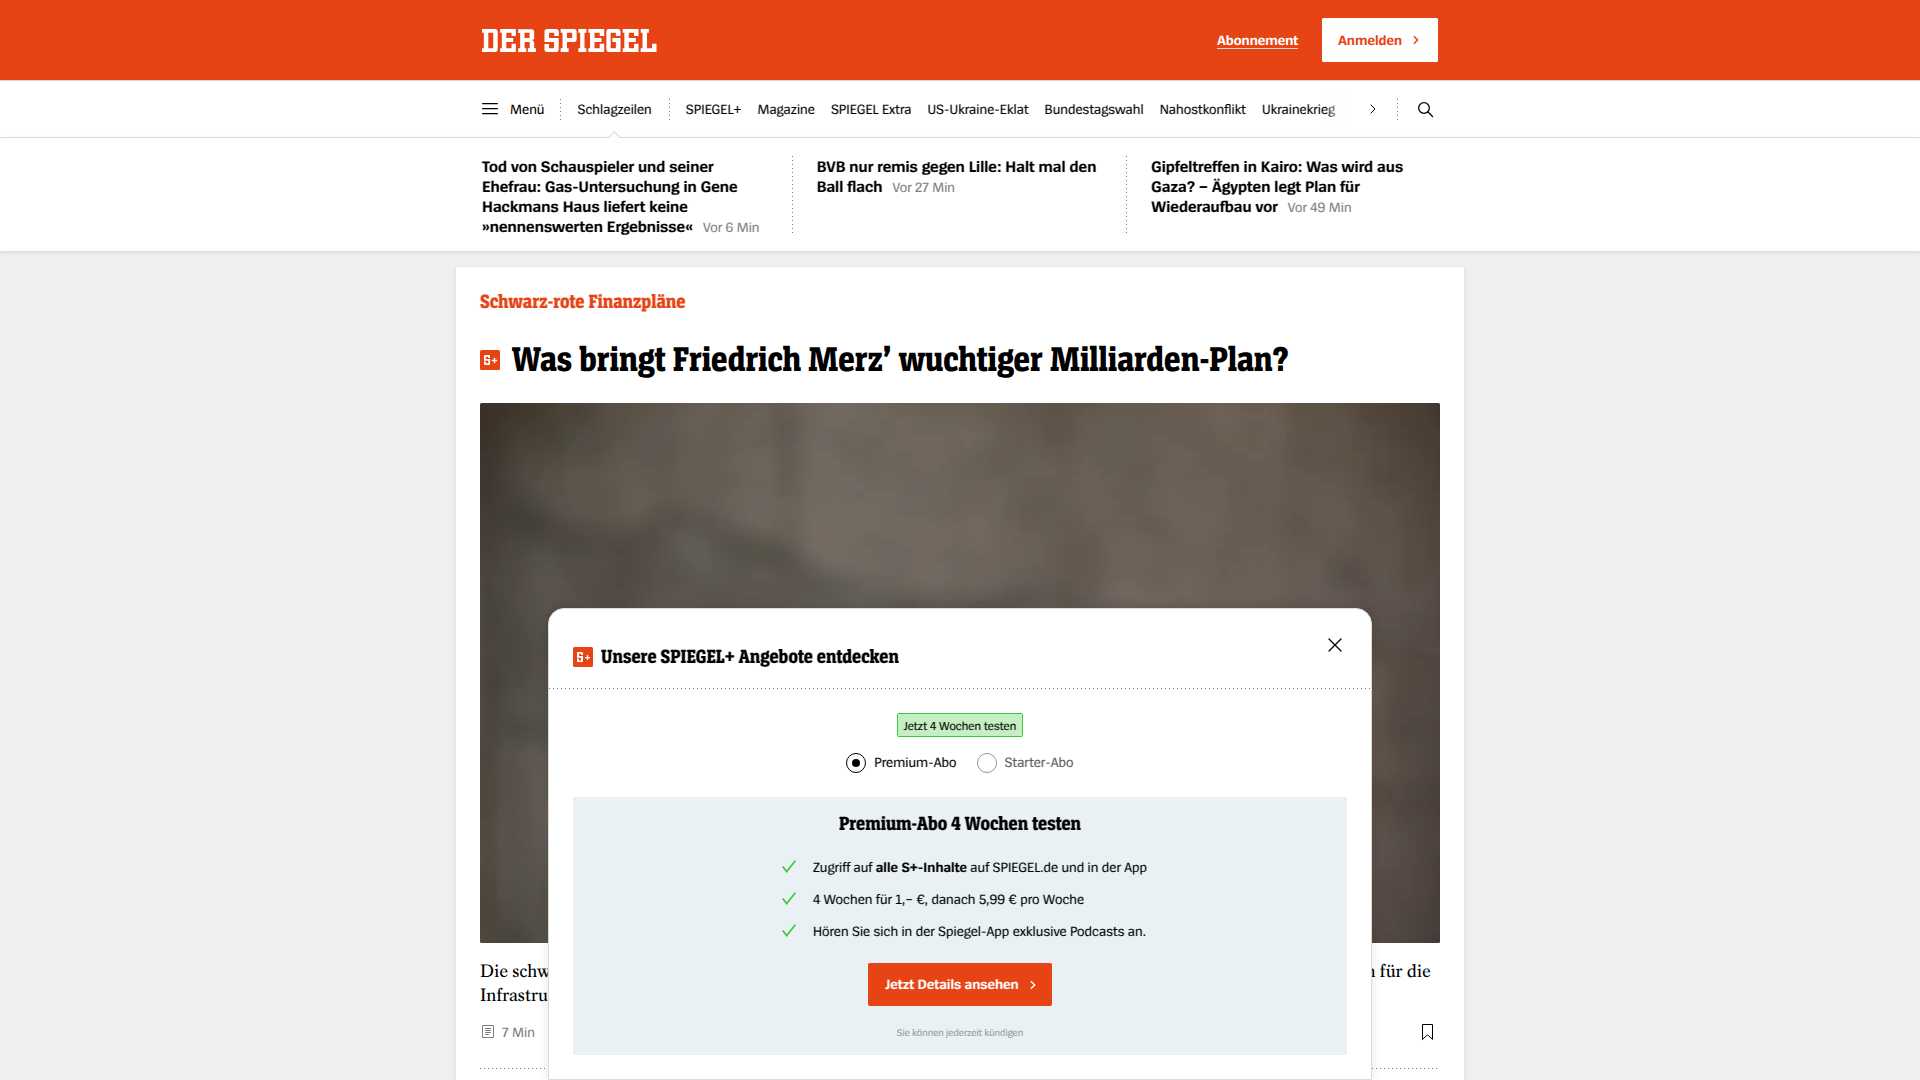 DER SPIEGEL
Abonnement
Anmelden
Menü
Schlagzeilen
SPIEGEL+
Magazine
SPIEGEL Extra
US-Ukraine-Eklat
Bundestagswahl
Nahostkonflikt
Ukrainekrieg
Tod von Schauspieler und seiner
Ehefrau: Gas-Untersuchung in Gene
Hackmans Haus liefert keine
»nennenswerten Ergebnisse« Vor 6 Min
BVB nur remis gegen Lille: Halt mal den
Ball flach Vor 27 Min
Gipfeltreffen in Kairo: Was wird aus
Gaza? – Ägypten legt Plan für
Wiederaufbau vor Vor 49 Min
Schwarz-rote Finanzpläne
S+ Was bringt Friedrich Merz’ wuchtiger Milliarden-Plan?
S+ Unsere SPIEGEL+ Angebote entdecken
Jetzt 4 Wochen testen
Premium-Abo
Starter-Abo
Premium-Abo 4 Wochen testen
Zugriff auf alle S+-Inhalte auf SPIEGEL.de und in der App
4 Wochen für 1,– €, danach 5,99 € pro Woche
Hören Sie sich in der Spiegel-App exklusive Podcasts an.
Jetzt Details ansehen
Sie können jederzeit kündigen
Die
für die
7 Min